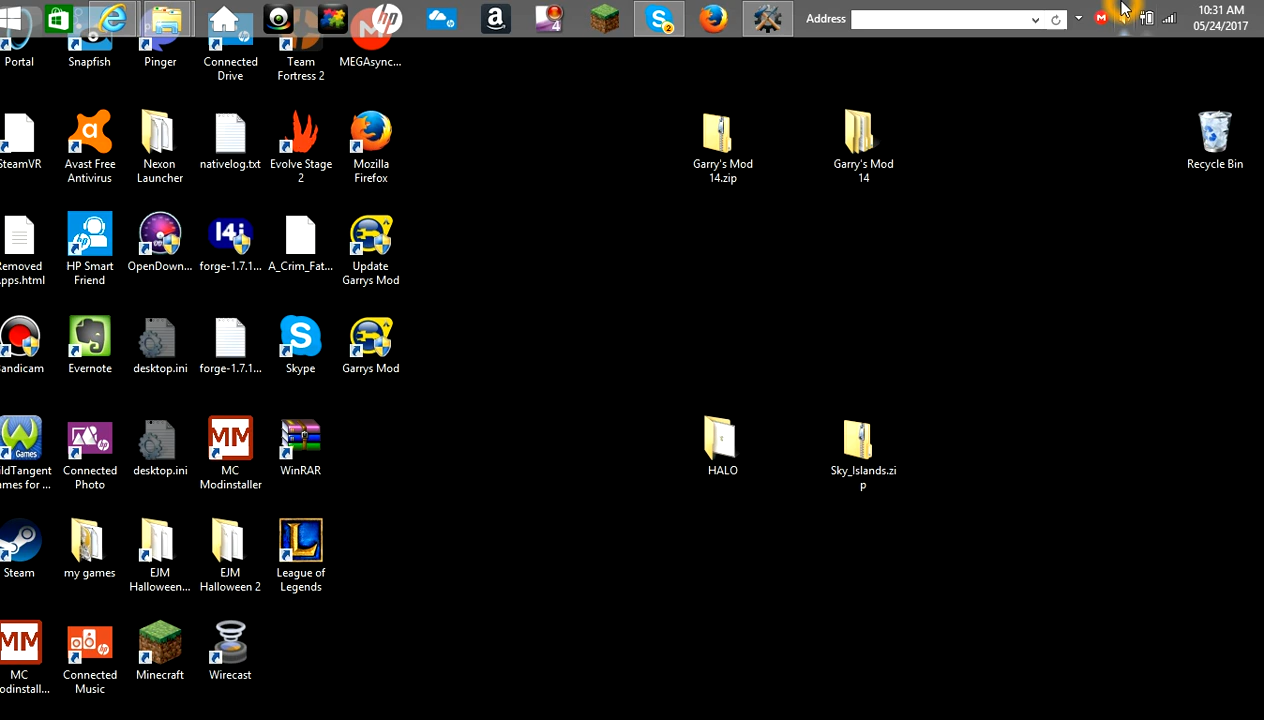 Address
10:31 AM
05/24/2017
Portal
Snapfish
Pinger
Connected
Drive
Team
Fortress 2
MEGAsync...
SteamVR
Avast Free
Antivirus
Nexon
Launcher
nativelog.txt
Evolve Stage
2
Mozilla
Firefox
Garry's Mod
14.zip
Garry's Mod
14
Recycle Bin
Removed
Apps.html
HP Smart
Friend
OpenDown...
forge-1.7.1...
A_Crim_Fat...
Update
Garrys Mod
Bandicam
Evernote
desktop.ini
forge-1.7.1...
Skype
Garrys Mod
WildTangent
Games for ...
Connected
Photo
desktop.ini
MC
Modinstaller
WinRAR
HALO
Sky_Islands.zi
p
Steam
my games
EJM
Halloween...
EJM
Halloween 2
League of
Legends
MC
Modinstall...
Connected
Music
Minecraft
Wirecast